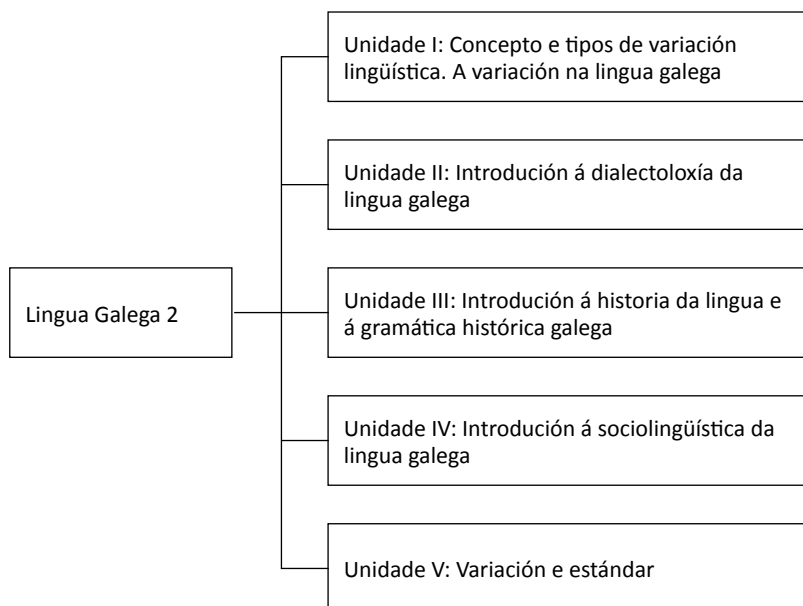 Unidade I: Concepto e tipos de variación
lingüística. A variación na lingua galega
Unidade II: Introdución á dialectoloxía da
lingua galega
Lingua Galega 2
Unidade III: Introdución á historia da lingua e
á gramática histórica galega
Unidade IV: Introdución á sociolingüística da
lingua galega
Unidade V: Variación e estándar